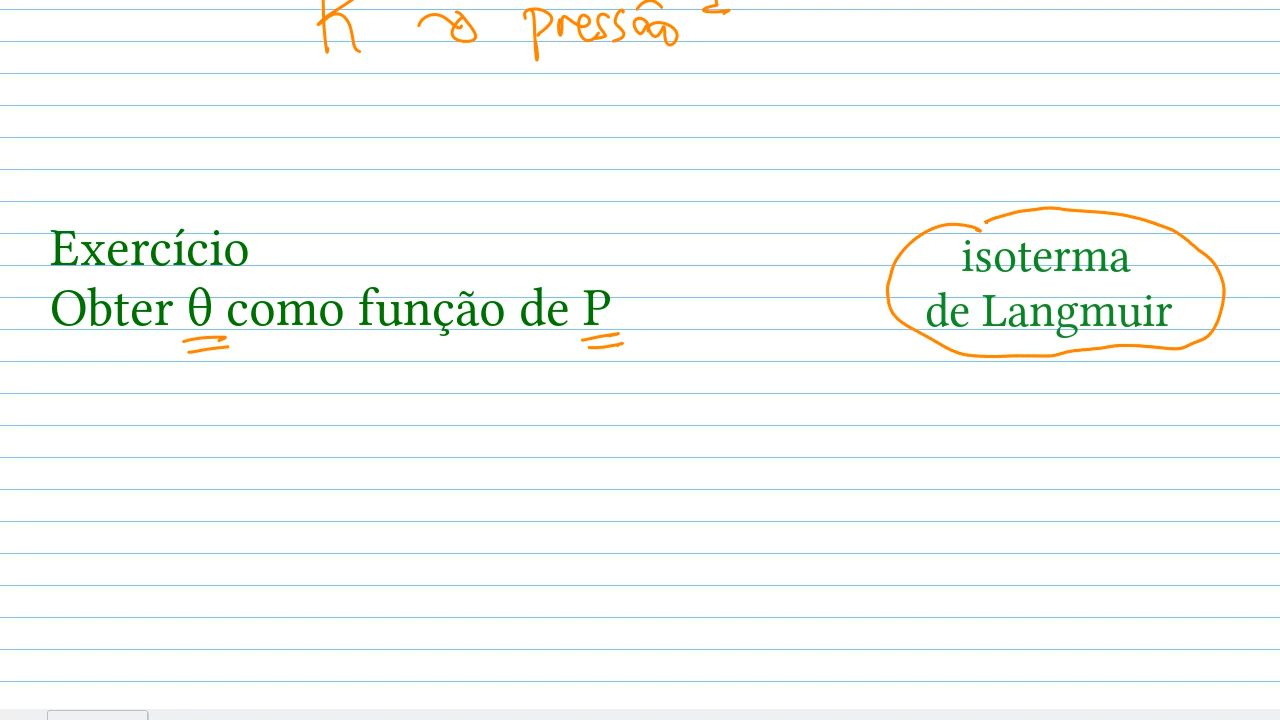 K → pressão
Exercício
Obter θ como função de P
isoterma
de Langmuir